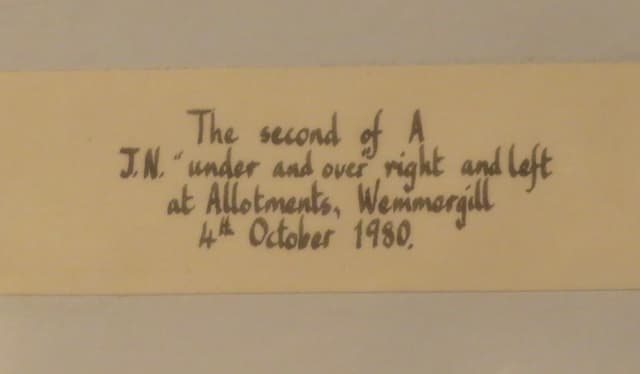 The second of A
J.N. "under and over" right and left
at Allotments, Wemmergill
4th October 1980.